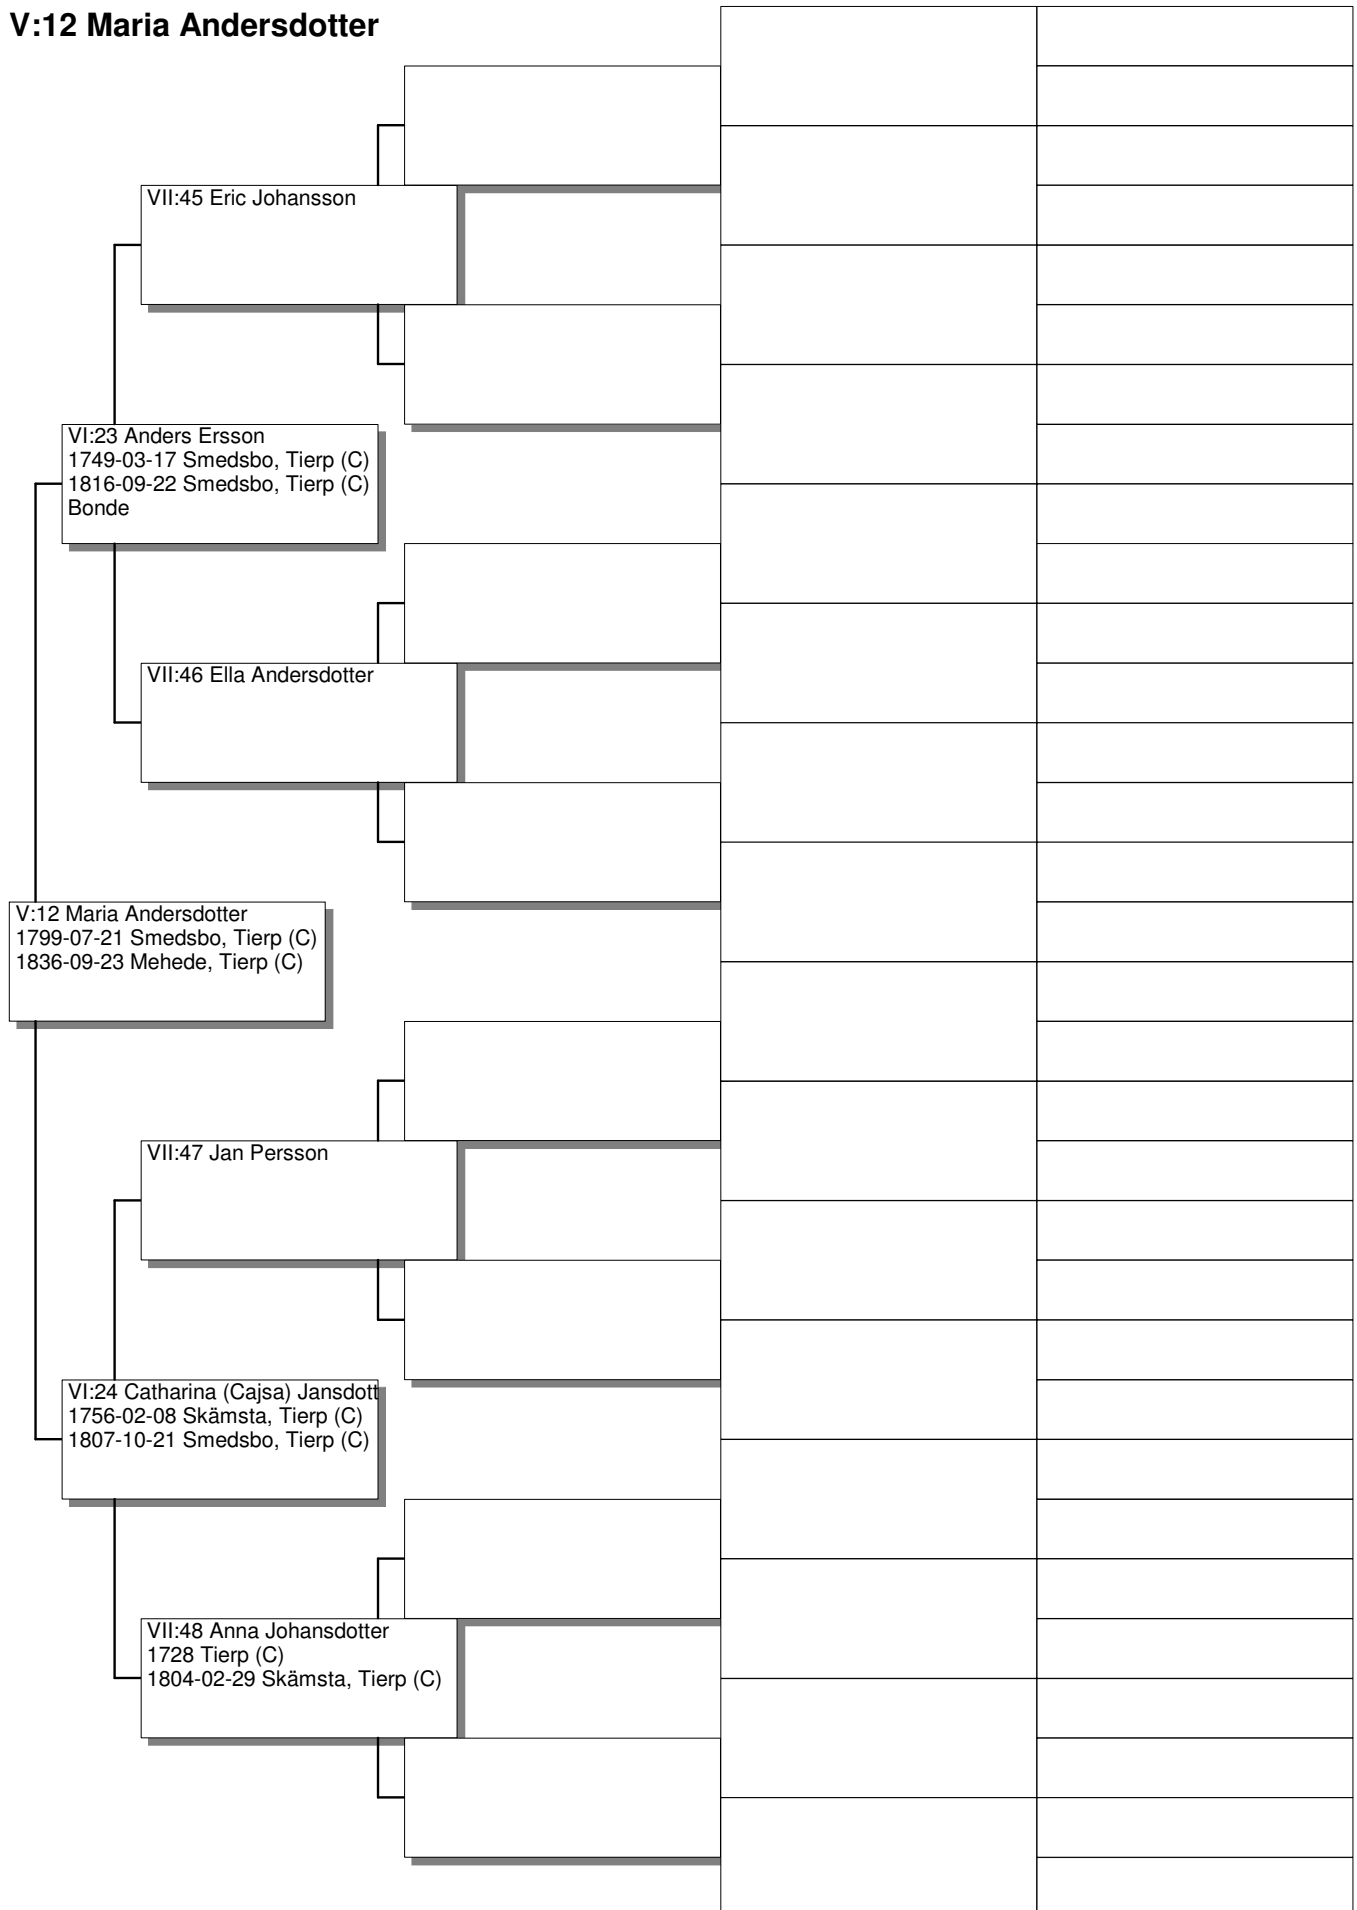 V:12 Maria Andersdotter
VII:45 Eric Johansson
VI:23 Anders Ersson
1749-03-17 Smedsbo, Tierp (C)
1816-09-22 Smedsbo, Tierp (C)
Bonde
VII:46 Ella Andersdotter
V:12 Maria Andersdotter
1799-07-21 Smedsbo, Tierp (C)
1836-09-23 Mehede, Tierp (C)
VII:47 Jan Persson
VI:24 Catharina (Cajsa) Jansdott
1756-02-08 Skämsta, Tierp (C)
1807-10-21 Smedsbo, Tierp (C)
VII:48 Anna Johansdotter
1728 Tierp (C)
1804-02-29 Skämsta, Tierp (C)